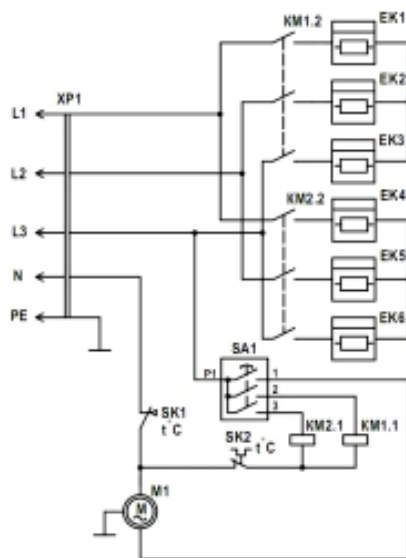 KM1.2 EK1
XP1 EK2
L1
EK3
L2
KM2.2 EK4
L3
EK5
N
PE EK6
SA1
P1 1
2
3
SK1
t°C
SK2 t°C KM2.1 KM1.1
M1
M